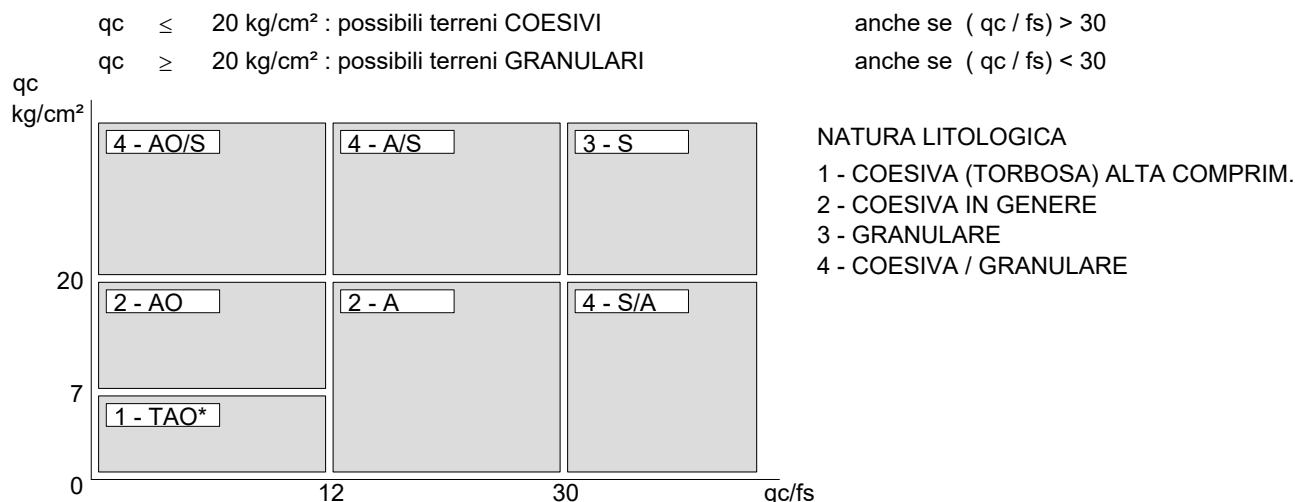 qc ≤ 20 kg/cm² : possibili terreni COESIVI anche se ( qc / fs) > 30
qc ≥ 20 kg/cm² : possibili terreni GRANULARI anche se ( qc / fs) < 30
qc
kg/cm²
4 - AO/S 4 - A/S 3 - S
20
2 - AO 2 - A 4 - S/A
7
1 - TAO*
0
12 30 qc/fs
NATURA LITOLOGICA
1 - COESIVA (TORBOSA) ALTA COMPRIM.
2 - COESIVA IN GENERE
3 - GRANULARE
4 - COESIVA / GRANULARE